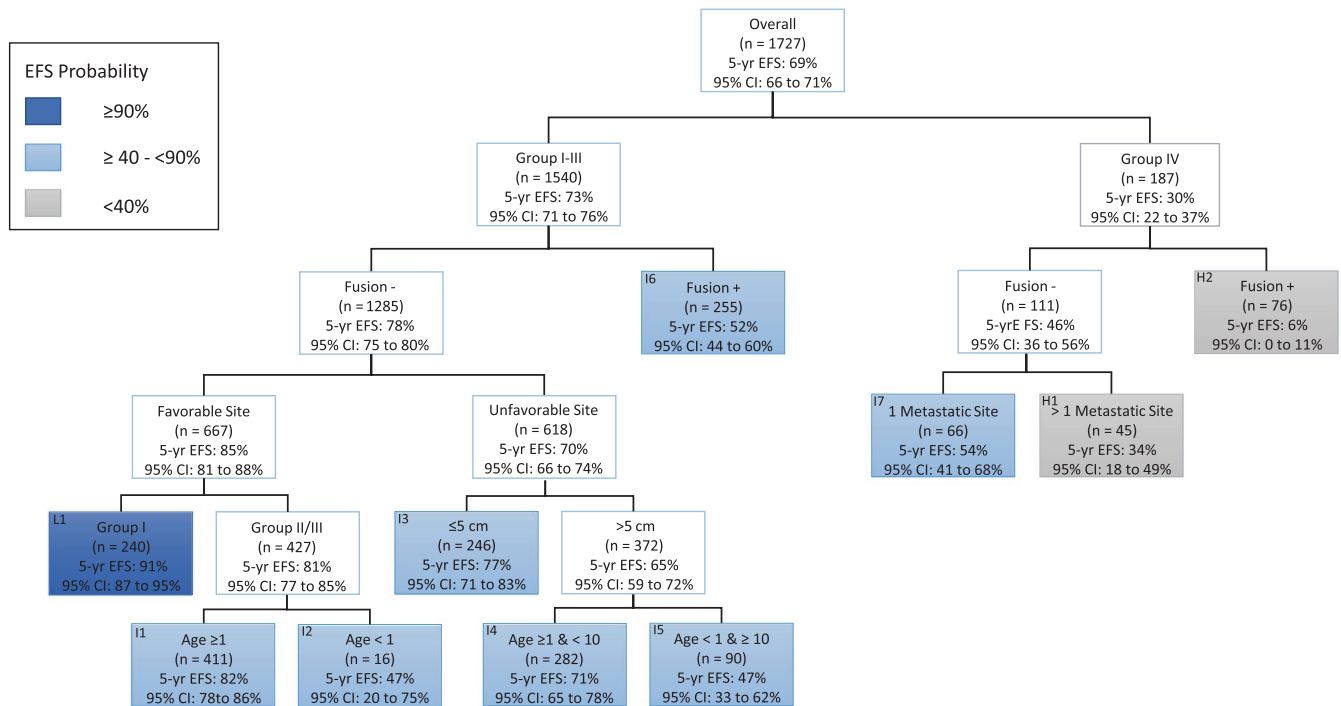 EFS Probability
≥90%
≥ 40 - <90%
<40%
Overall
(n = 1727)
5-yr EFS: 69%
95% CI: 66 to 71%
Group I-III
(n = 1540)
5-yr EFS: 73%
95% CI: 71 to 76%
Group IV
(n = 187)
5-yr EFS: 30%
95% CI: 22 to 37%
Fusion -
(n = 1285)
5-yr EFS: 78%
95% CI: 75 to 80%
I6
Fusion +
(n = 255)
5-yr EFS: 52%
95% CI: 44 to 60%
Fusion -
(n = 111)
5-yrE FS: 46%
95% CI: 36 to 56%
H2
Fusion +
(n = 76)
5-yr EFS: 6%
95% CI: 0 to 11%
Favorable Site
(n = 667)
5-yr EFS: 85%
95% CI: 81 to 88%
Unfavorable Site
(n = 618)
5-yr EFS: 70%
95% CI: 66 to 74%
I7
1 Metastatic Site
(n = 66)
5-yr EFS: 54%
95% CI: 41 to 68%
H1
> 1 Metastatic Site
(n = 45)
5-yr EFS: 34%
95% CI: 18 to 49%
L1
Group I
(n = 240)
5-yr EFS: 91%
95% CI: 87 to 95%
Group II/III
(n = 427)
5-yr EFS: 81%
95% CI: 77 to 85%
I3
≤5 cm
(n = 246)
5-yr EFS: 77%
95% CI: 71 to 83%
>5 cm
(n = 372)
5-yr EFS: 65%
95% CI: 59 to 72%
I1
Age ≥1
(n = 411)
5-yr EFS: 82%
95% CI: 78to 86%
I2
Age < 1
(n = 16)
5-yr EFS: 47%
95% CI: 20 to 75%
I4
Age ≥1 & < 10
(n = 282)
5-yr EFS: 71%
95% CI: 65 to 78%
I5
Age < 1 & ≥ 10
(n = 90)
5-yr EFS: 47%
95% CI: 33 to 62%